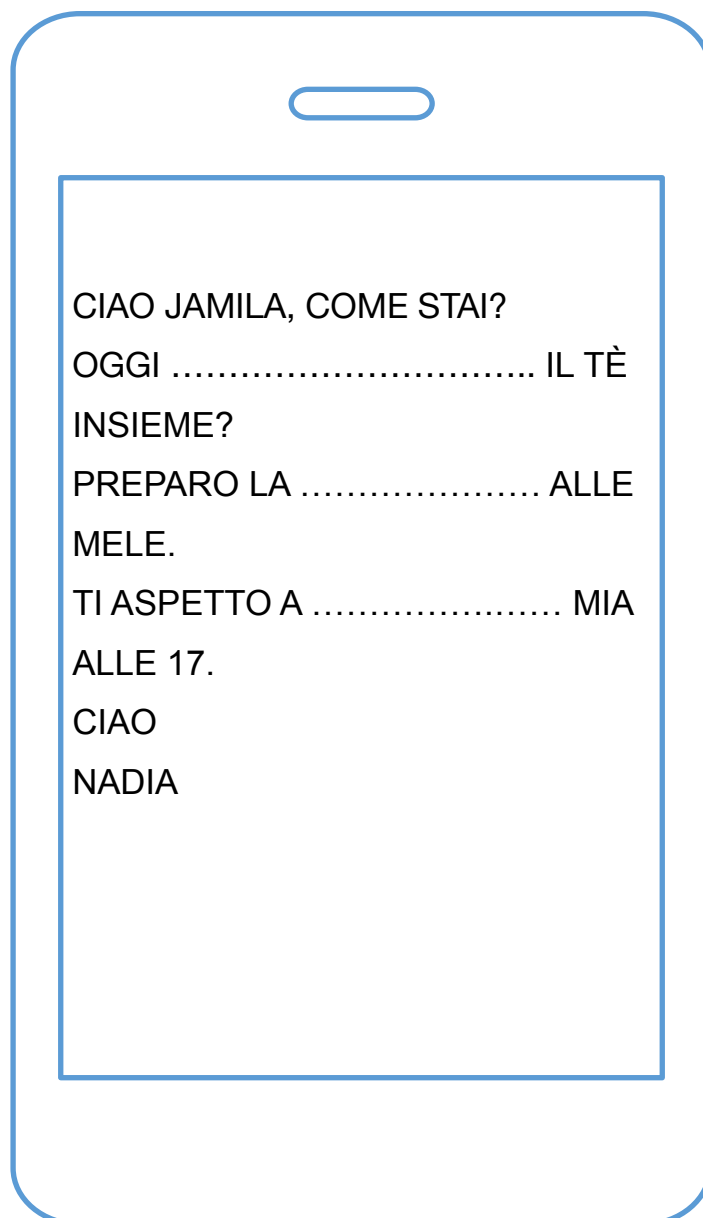 CIAO JAMILA, COME STAI?
OGGI ………………………….. IL TÈ
INSIEME?
PREPARO LA ………………… ALLE
MELE.
TI ASPETTO A …………….…… MIA
ALLE 17.
CIAO
NADIA